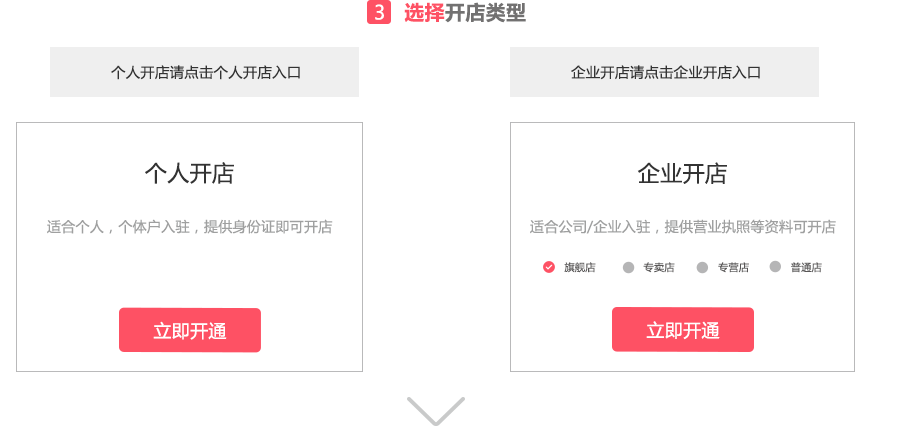 3 选择开店类型
个人开店请点击个人开店入口
企业开店请点击企业开店入口
个人开店
适合个人，个体户入驻，提供身份证即可开店
立即开通
企业开店
适合公司/企业入驻，提供营业执照等资料可开店
旗舰店 专卖店 专营店 普通店
立即开通